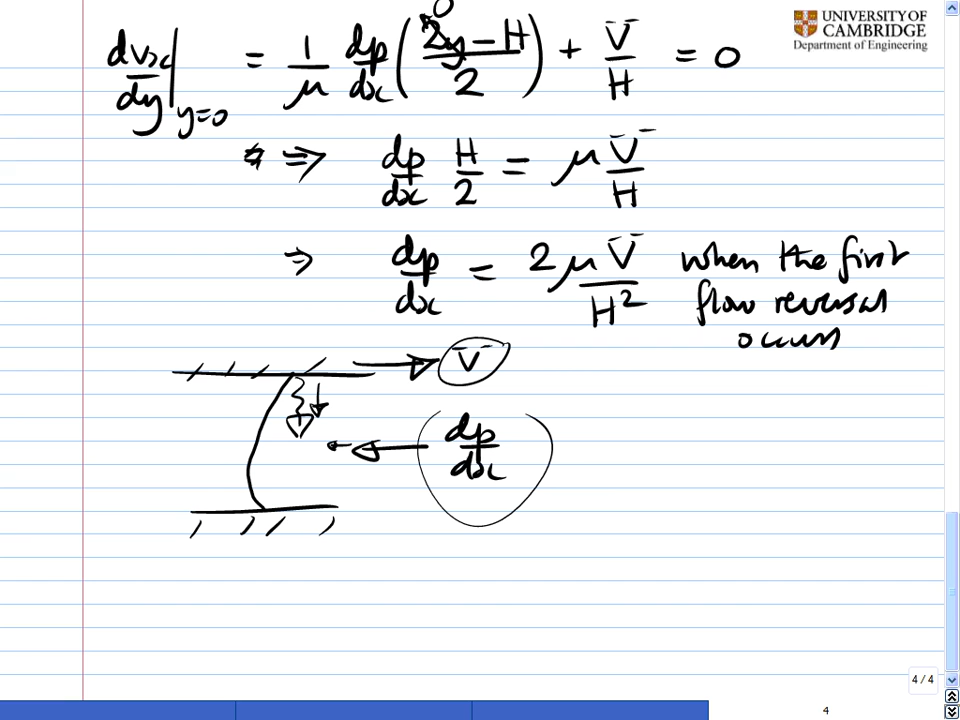 UNIVERSITY OF
CAMBRIDGE
Department of Engineering
0
dvx/dy|y=0 = 1/μ dp/dx (2y-H/2) + V/H = 0
⇒ dp/dx H/2 = μ V/H
⇒ dp/dx = 2μV/H² when the first
flow reversal
occurs
V
dp/dx
4 / 4
4